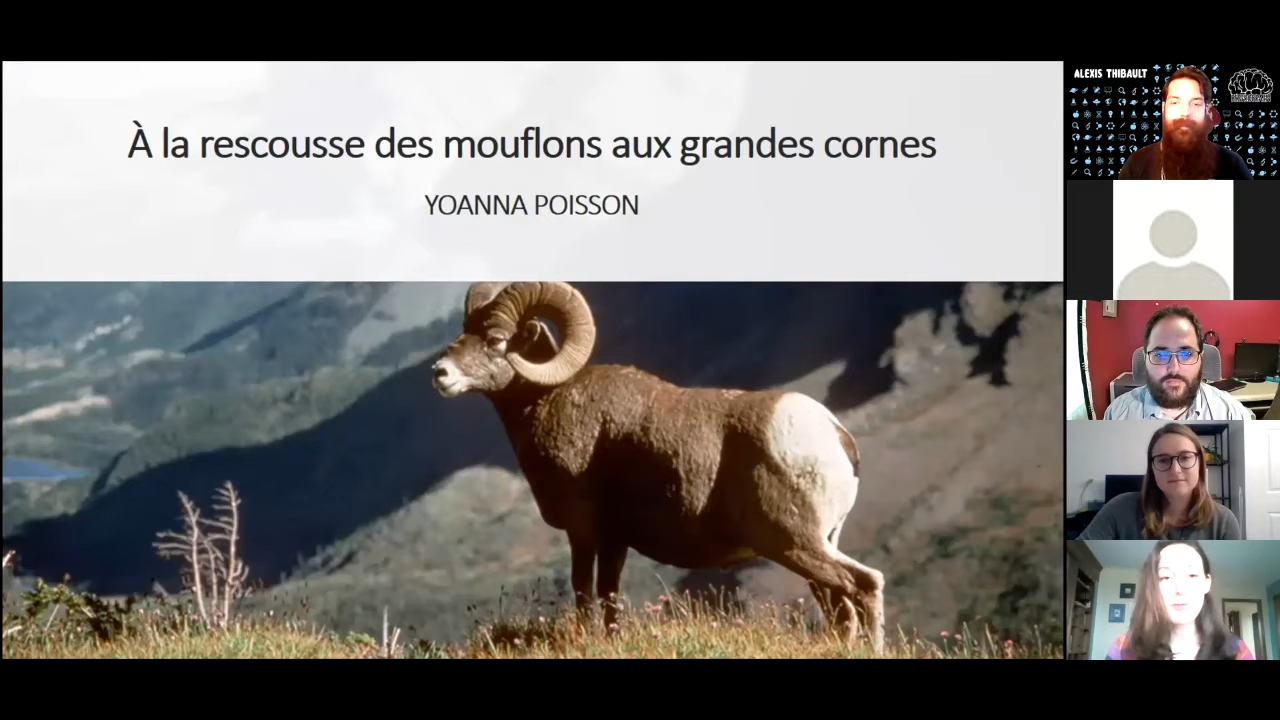 À la rescousse des mouflons aux grandes cornes
YOANNA POISSON
ALEXIS THIBAULT